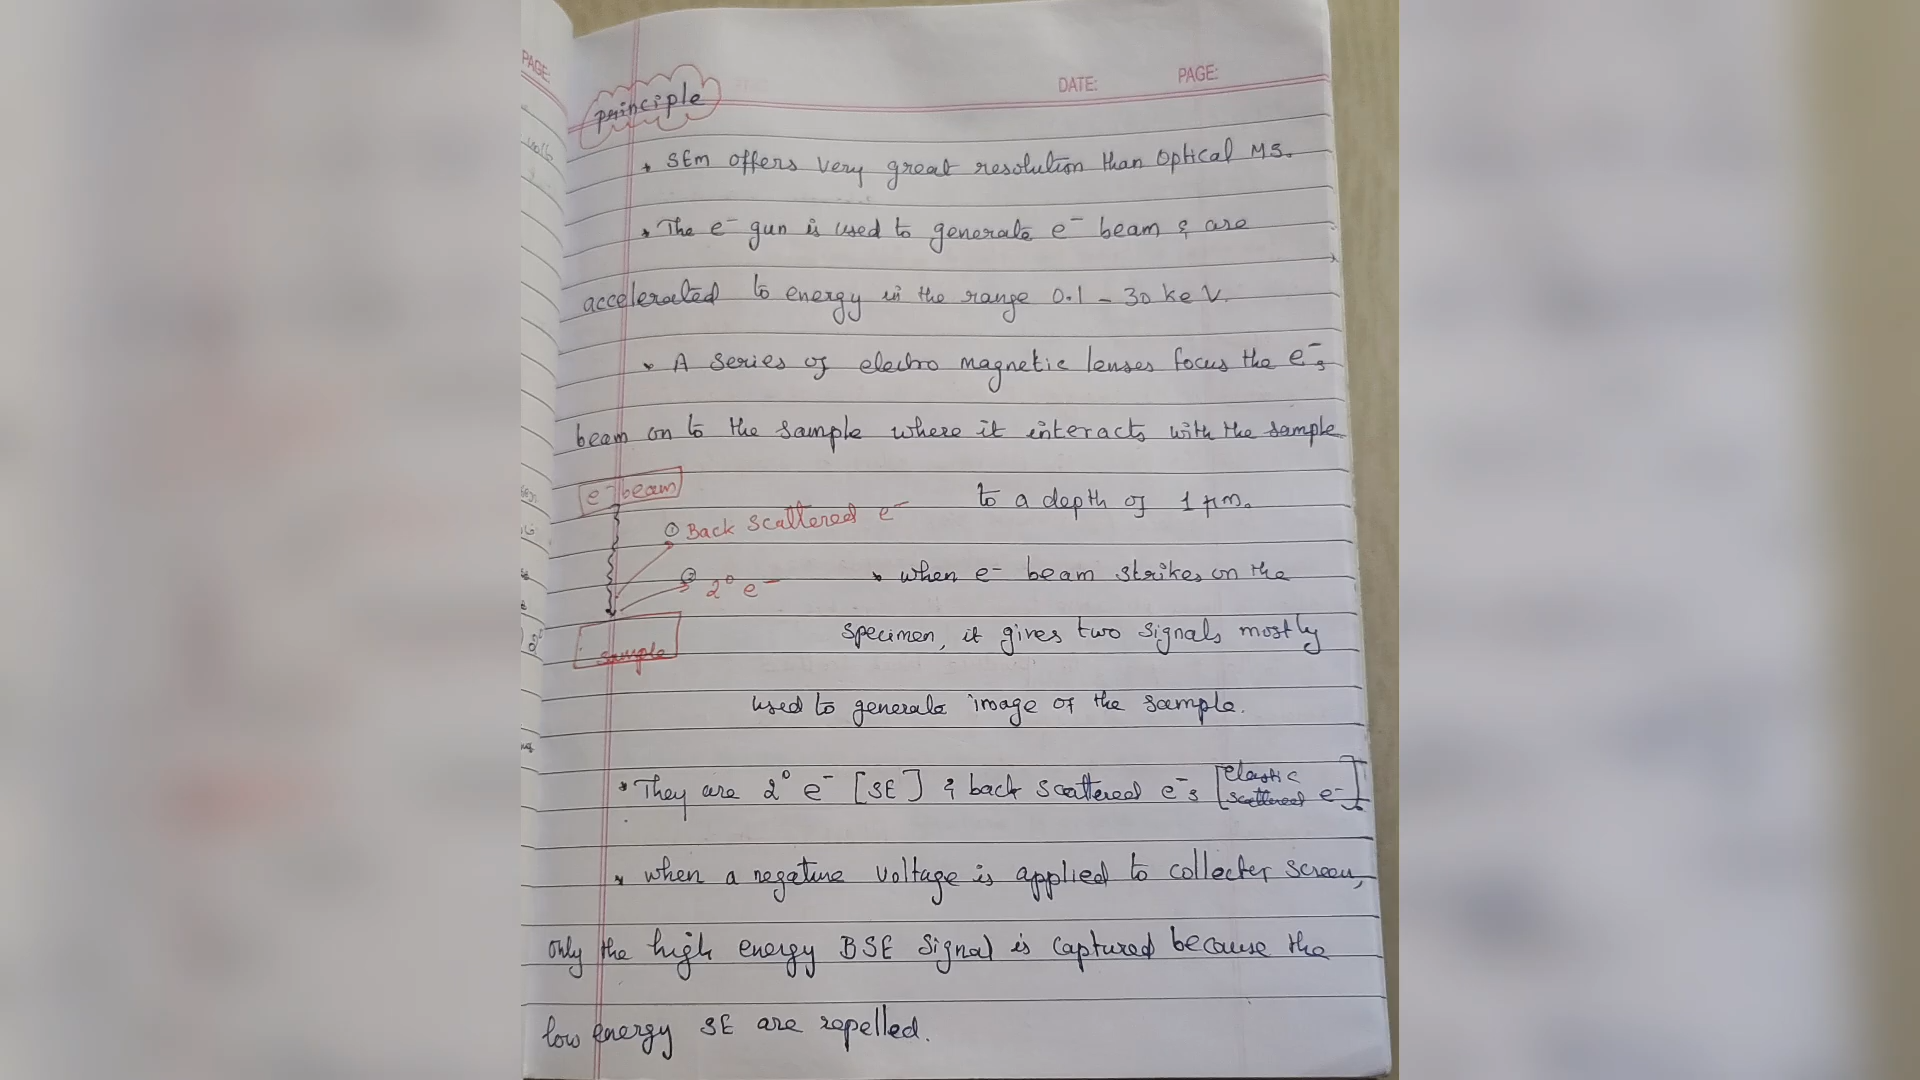 PAGE:
DATE: PAGE:
principle
* SEM offers very great resolution than optical MS.
* The e⁻ gun is used to generate e⁻ beam & are
accelerated to energy in the range 0.1 - 30 keV.
* A series of electro magnetic lenses focus the e⁻s
beam on to the sample where it interacts with the sample
e⁻ beam
to a depth of 1 μm.
① Back scattered e⁻
② 2° e⁻
* when e⁻ beam strikes on the
sample
specimen, it gives two signals mostly
used to generate image of the sample.
* They are 2° e⁻ [SE] & back scattered e⁻s [elastic
scattered e⁻].
* when a negative voltage is applied to collecter screen,
only the high energy BSE signal is captured because the
low energy SE are repelled.